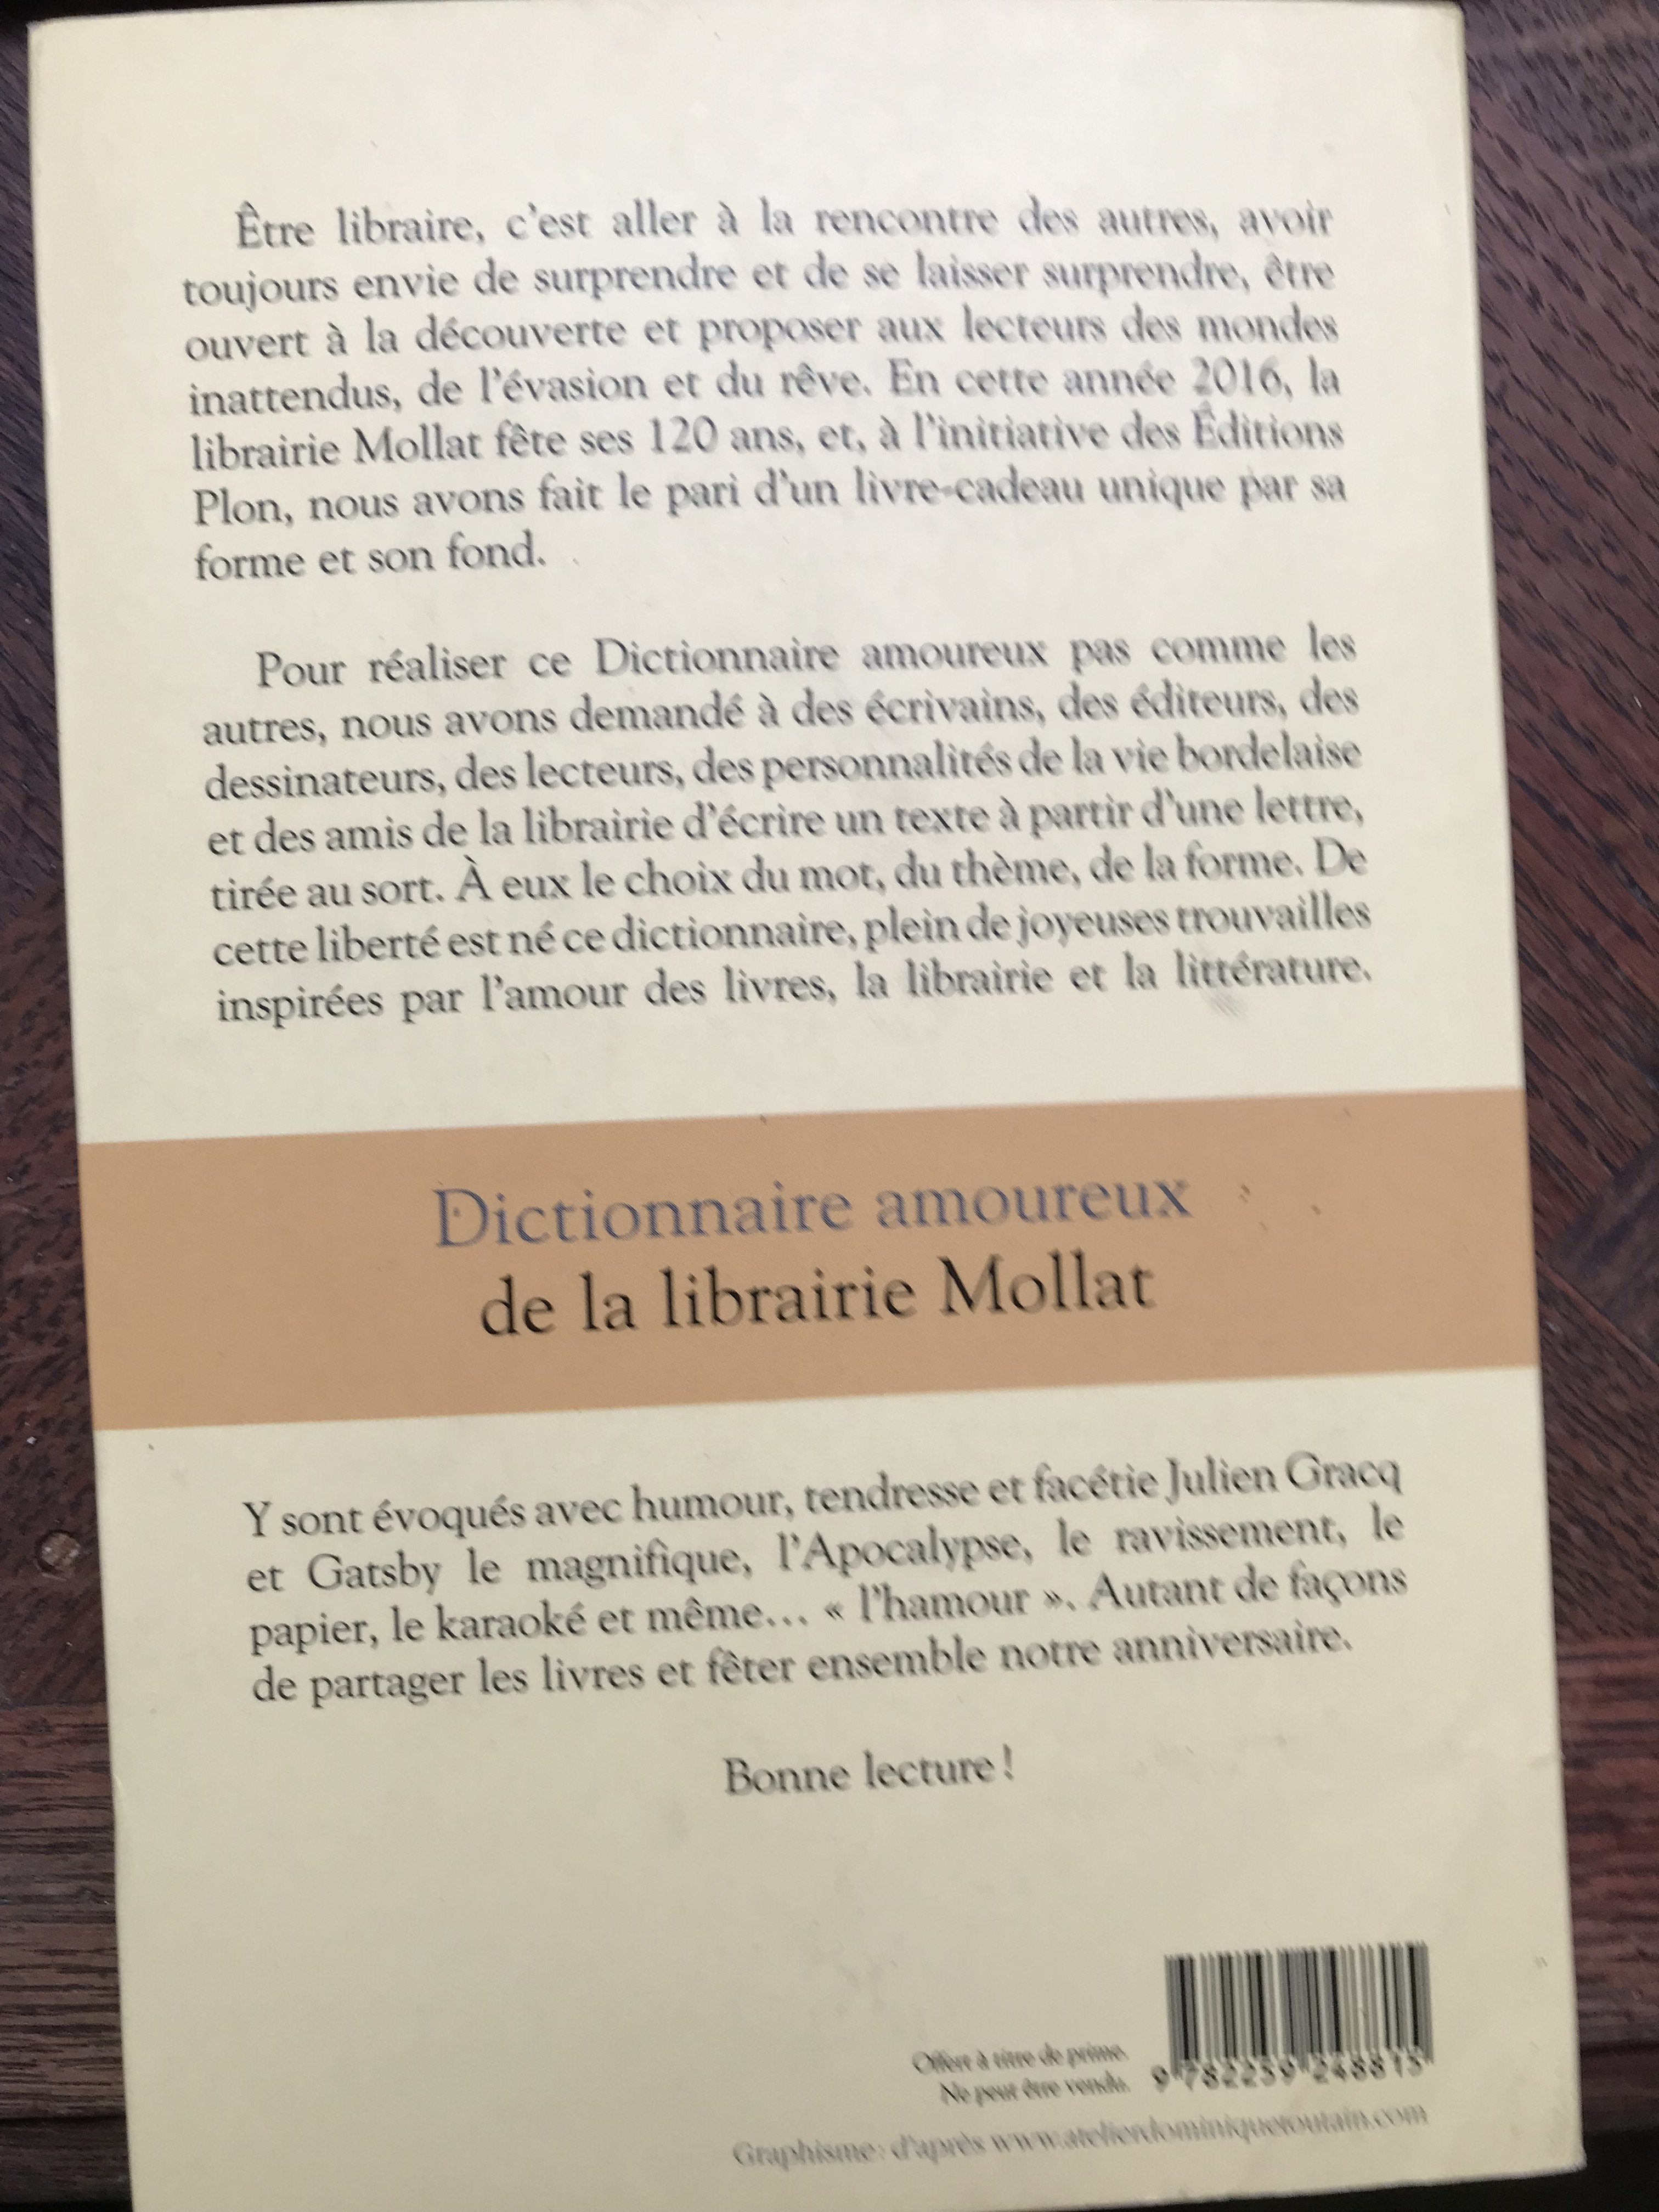 Être libraire, c'est aller à la rencontre des autres, avoir
toujours envie de surprendre et de se laisser surprendre, être
ouvert à la découverte et proposer aux lecteurs des mondes
inattendus, de l'évasion et du rêve. En cette année 2016, la
librairie Mollat fête ses 120 ans, et, à l'initiative des Éditions
Plon, nous avons fait le pari d'un livre-cadeau unique par sa
forme et son fond.
Pour réaliser ce Dictionnaire amoureux pas comme les
autres, nous avons demandé à des écrivains, des éditeurs, des
dessinateurs, des lecteurs, des personnalités de la vie bordelaise
et des amis de la librairie d'écrire un texte à partir d'une lettre,
tirée au sort. À eux le choix du mot, du thème, de la forme. De
cette liberté est né ce dictionnaire, plein de joyeuses trouvailles
inspirées par l'amour des livres, la librairie et la littérature.
Dictionnaire amoureux
de la librairie Mollat
Y sont évoqués avec humour, tendresse et facétie Julien Gracq
et Gatsby le magnifique, l'Apocalypse, le ravissement, le
papier, le karaoké et même... « l'hamour ». Autant de façons
de partager les livres et fêter ensemble notre anniversaire.
Bonne lecture !
Offert à titre de prime.
Ne peut être vendu.
9 782259 248815
Graphisme : d'après www.atelierdominiquetoutain.com